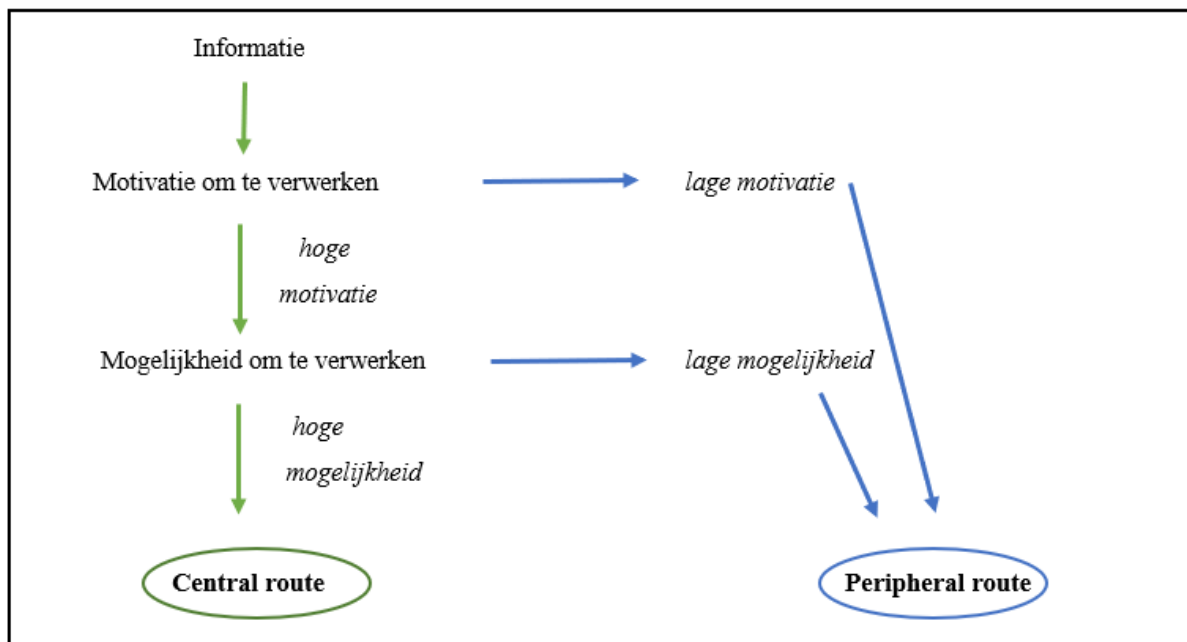 Informatie
Motivatie om te verwerken
lage motivatie
hoge
motivatie
Mogelijkheid om te verwerken
lage mogelijkheid
hoge
mogelijkheid
Central route
Peripheral route